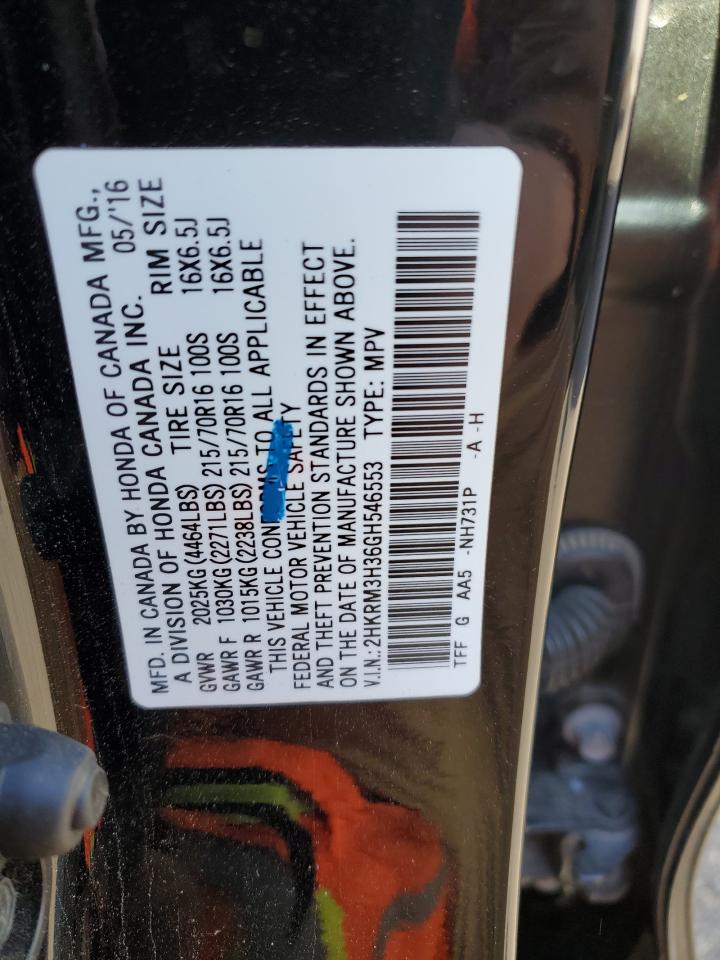 MFD. IN CANADA BY HONDA OF CANADA MFG.,
A DIVISION OF HONDA CANADA INC. 05/'16
TIRE SIZE RIM SIZE
GVWR 2025KG(4464LBS)
GAWR F 1030KG(2271LBS) 215/70R16 100S 16X6.5J
GAWR R 1015KG(2238LBS) 215/70R16 100S 16X6.5J
THIS VEHICLE TO ALL APPLICABLE
FEDERAL MOTOR VEHICLE SAFETY
AND THEFT PREVENTION STANDARDS IN EFFECT
ON THE DATE OF MANUFACTURE SHOWN ABOVE.
V.I.N.: 2HKRM3H36GH546553 TYPE: MPV
TFF G AA5 -NH731P -A -H